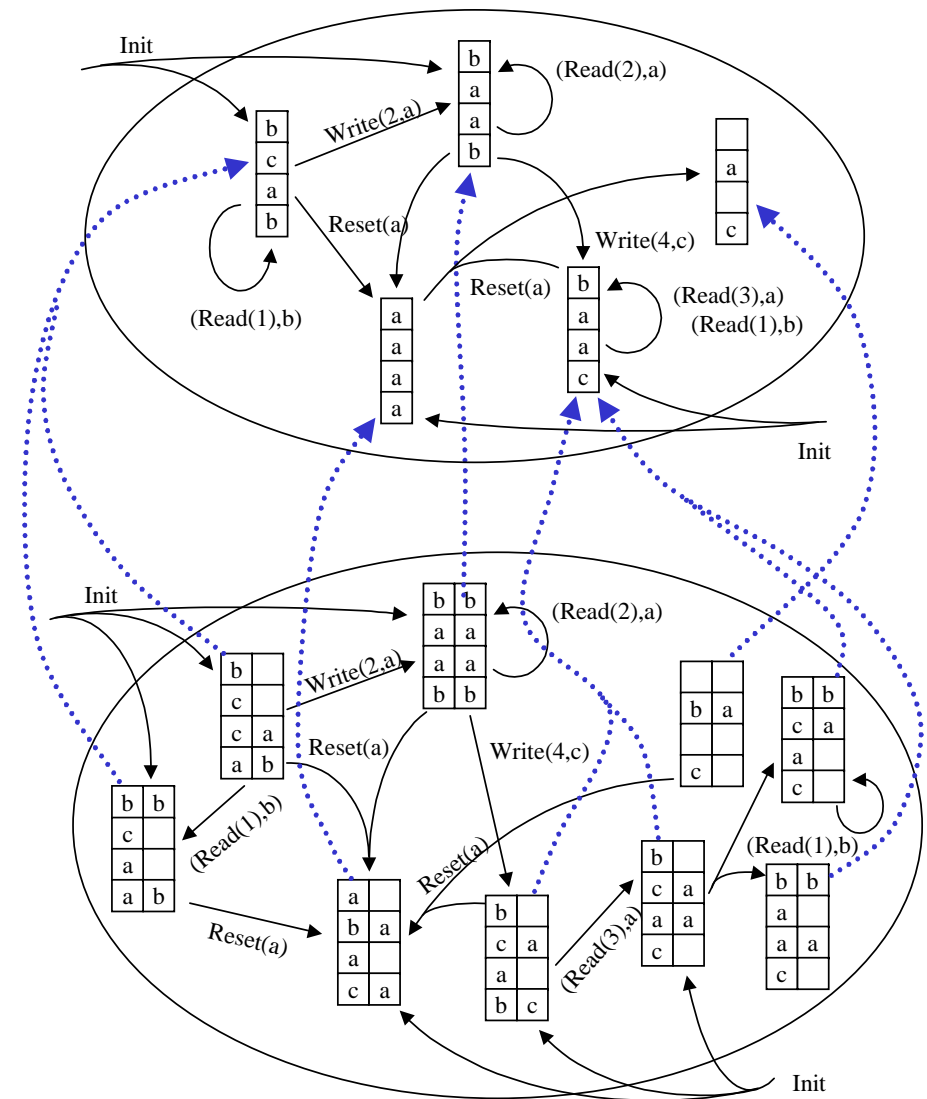 Init
b
a
a
b
(Read(2),a)
b
c
a
b
Write(2,a)
a
c
Reset(a)
Write(4,c)
(Read(1),b)
Reset(a)
b
a
a
c
(Read(3),a)
(Read(1),b)
a
a
a
a
Init
Init
b b
a a
a a
b b
(Read(2),a)
b
c
c a
a b
Write(2,a)
b a
c
b b
c a
a
c
Reset(a)
Write(4,c)
b b
c
a
a b
(Read(1),b)
Reset(a)
(Read(1),b)
b
c a
a a
c
b b
a
a a
c
a
b a
a
c a
Reset(a)
b
c a
a
b c
(Read(3),a)
Init